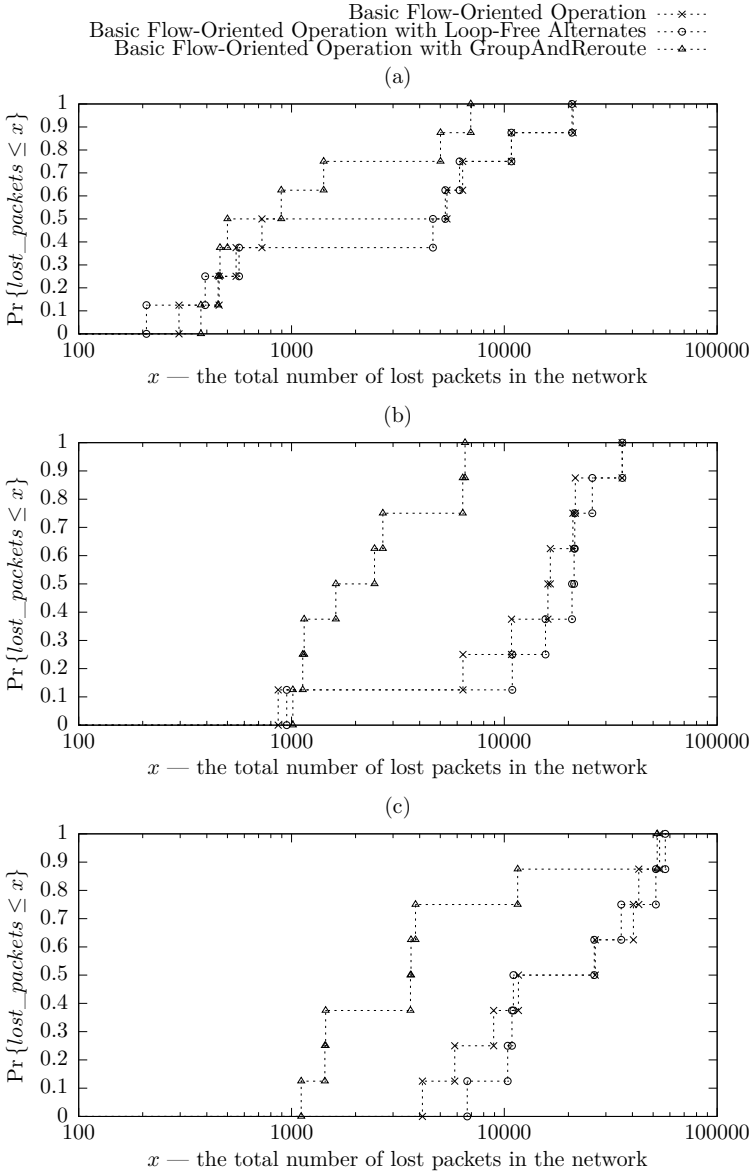 Basic Flow-Oriented Operation
Basic Flow-Oriented Operation with Loop-Free Alternates
Basic Flow-Oriented Operation with GroupAndReroute
(a)
1
0.9
0.8
0.7
0.6
0.5
0.4
0.3
0.2
0.1
0
Pr{lost_packets ≤ x}
100 1000 10000 100000
x — the total number of lost packets in the network
(b)
1
0.9
0.8
0.7
0.6
0.5
0.4
0.3
0.2
0.1
0
Pr{lost_packets ≤ x}
100 1000 10000 100000
x — the total number of lost packets in the network
(c)
1
0.9
0.8
0.7
0.6
0.5
0.4
0.3
0.2
0.1
0
Pr{lost_packets ≤ x}
100 1000 10000 100000
x — the total number of lost packets in the network